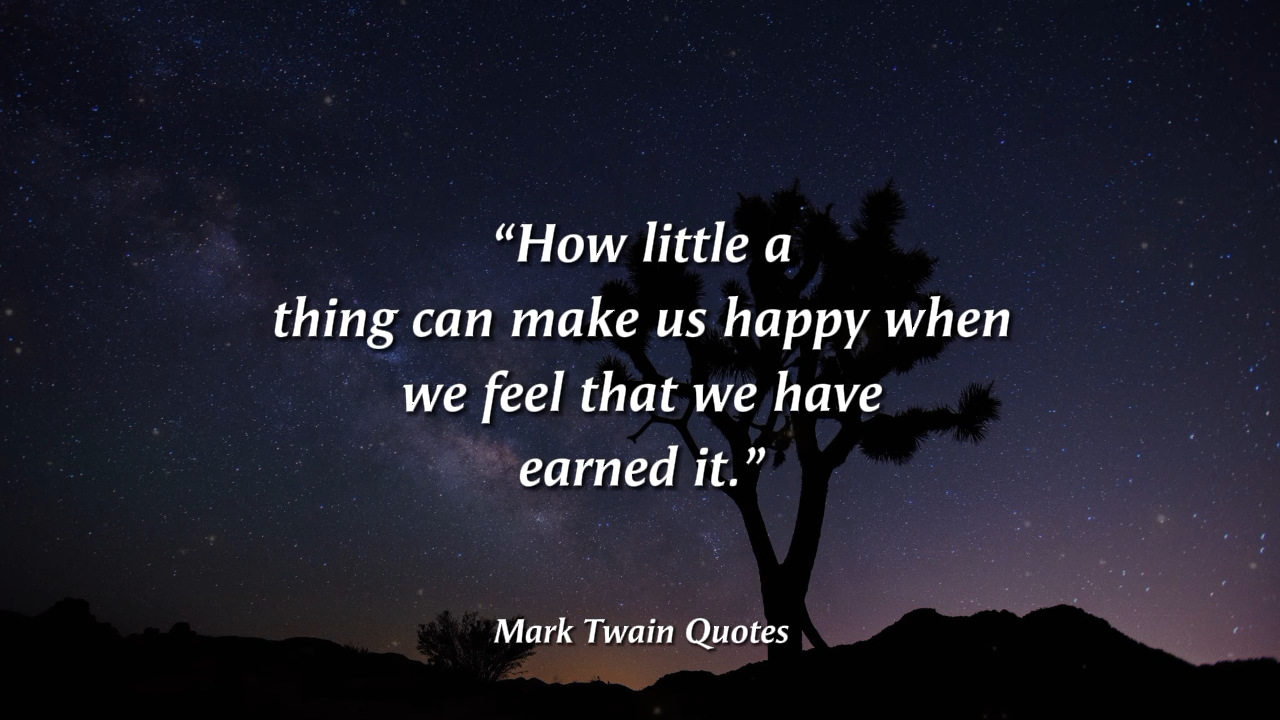 “How little a
thing can make us happy when
we feel that we have
earned it.”
Mark Twain Quotes